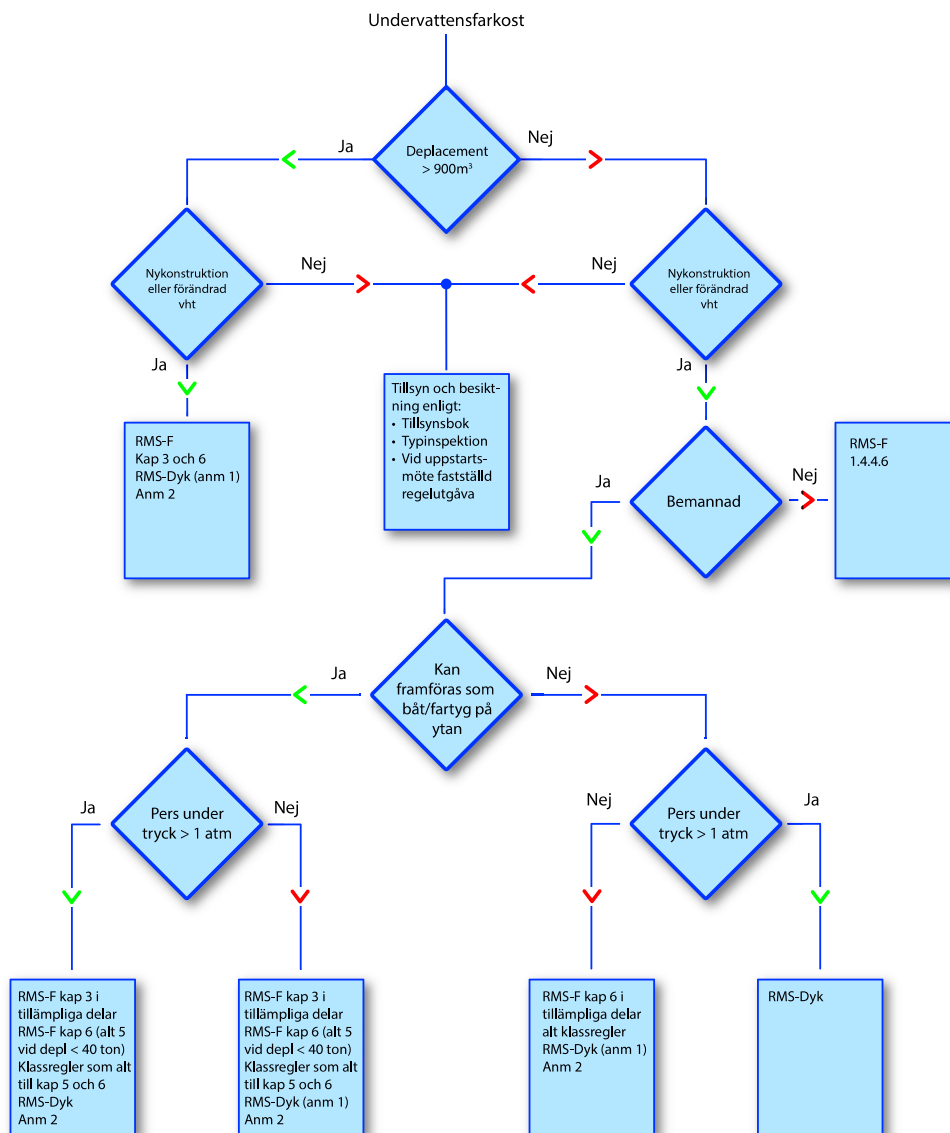 Undervattensfarkost
Ja
Nej
Deplacement
> 900m³
Nykonstruktion
eller förändrad
vht
Nej
Nej
Nykonstruktion
eller förändrad
vht
Ja
Ja
RMS-F
Kap 3 och 6
RMS-Dyk (anm 1)
Anm 2
Tillsyn och besikt-
ning enligt:
• Tillsynsbok
• Typinspektion
• Vid uppstarts-
möte fastställd
regelutgåva
Ja
Bemannad
Nej
RMS-F
1.4.4.6
Ja
Kan
framföras som
båt/fartyg på
ytan
Nej
Ja
Pers under
tryck > 1 atm
Nej
Nej
Pers under
tryck > 1 atm
Ja
RMS-F kap 3 i
tillämpliga delar
RMS-F kap 6 (alt 5
vid depl < 40 ton)
Klassregler som alt
till kap 5 och 6
RMS-Dyk
Anm 2
RMS-F kap 3 i
tillämpliga delar
RMS-F kap 6 (alt 5
vid depl < 40 ton)
Klassregler som alt
till kap 5 och 6
RMS-Dyk (anm 1)
Anm 2
RMS-F kap 6 i
tillämpliga delar
alt klassregler
RMS-Dyk (anm 1)
Anm 2
RMS-Dyk